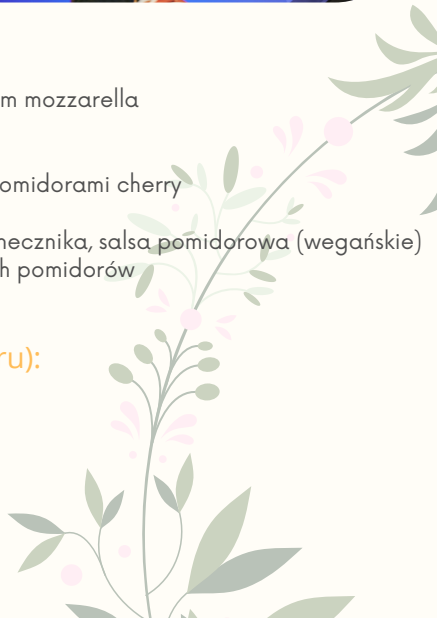 m mozzarella
omidorami cherry
necznika, salsa pomidorowa (wegańskie)
h pomidorów
ru):